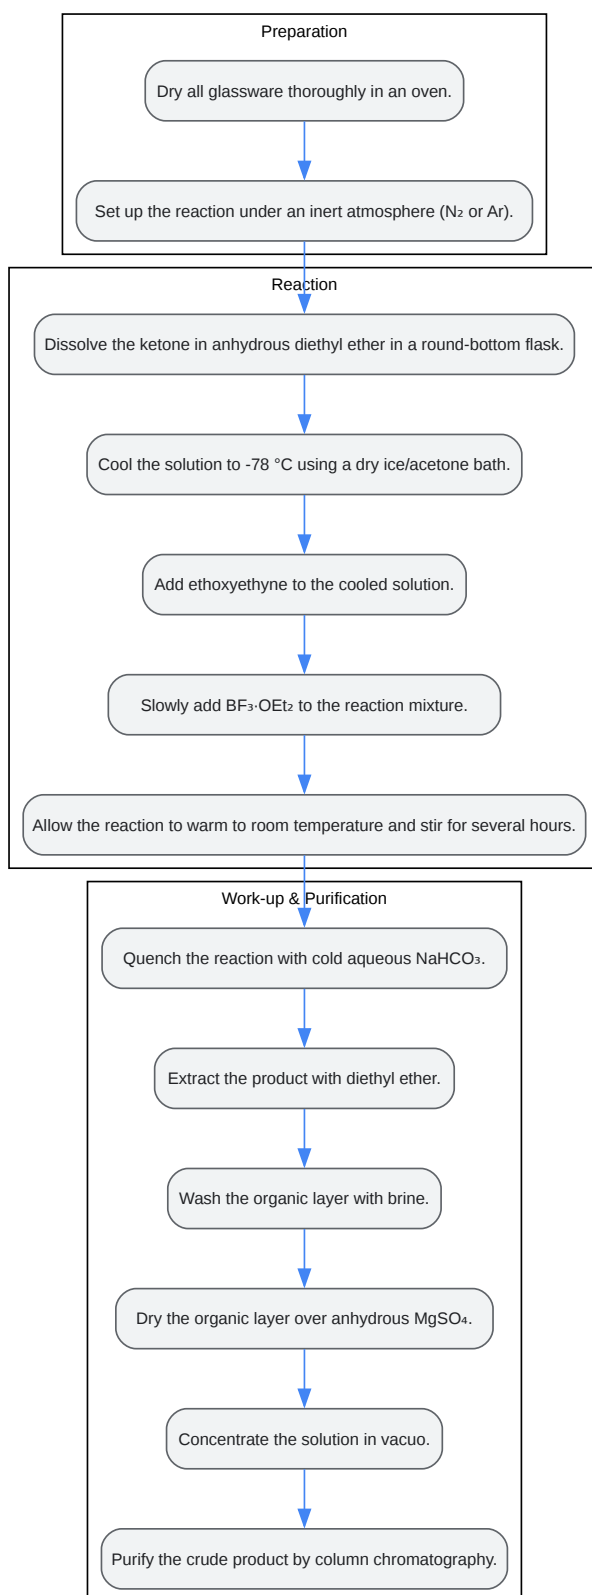 Preparation
Dry all glassware thoroughly in an oven.
Set up the reaction under an inert atmosphere (N₂ or Ar).
Reaction
Dissolve the ketone in anhydrous diethyl ether in a round-bottom flask.
Cool the solution to -78 °C using a dry ice/acetone bath.
Add ethoxyethyne to the cooled solution.
Slowly add BF₃·OEt₂ to the reaction mixture.
Allow the reaction to warm to room temperature and stir for several hours.
Work-up & Purification
Quench the reaction with cold aqueous NaHCO₃.
Extract the product with diethyl ether.
Wash the organic layer with brine.
Dry the organic layer over anhydrous MgSO₄.
Concentrate the solution in vacuo.
Purify the crude product by column chromatography.